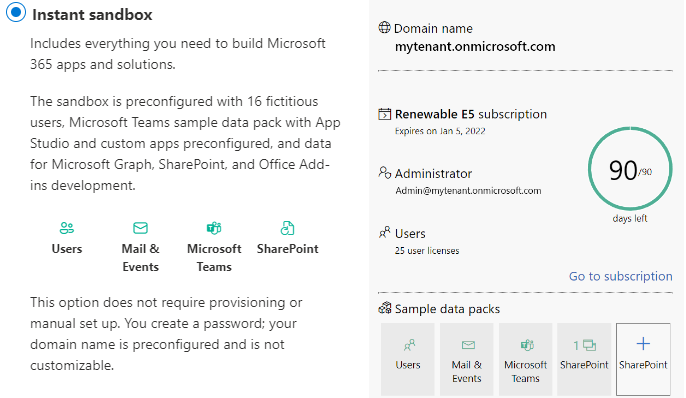 Instant sandbox
Includes everything you need to build Microsoft
365 apps and solutions.
The sandbox is preconfigured with 16 fictitious
users, Microsoft Teams sample data pack with App
Studio and custom apps preconfigured, and data
for Microsoft Graph, SharePoint, and Office Add-
ins development.
Users
Mail &
Events
Microsoft
Teams
SharePoint
This option does not require provisioning or
manual set up. You create a password; your
domain name is preconfigured and is not
customizable.
Domain name
mytenant.onmicrosoft.com
Renewable E5 subscription
Expires on Jan 5, 2022
90/90
days left
Administrator
Admin@mytenant.onmicrosoft.com
Users
25 user licenses
Go to subscription
Sample data packs
Users
Mail &
Events
Microsoft
Teams
1
SharePoint
SharePoint